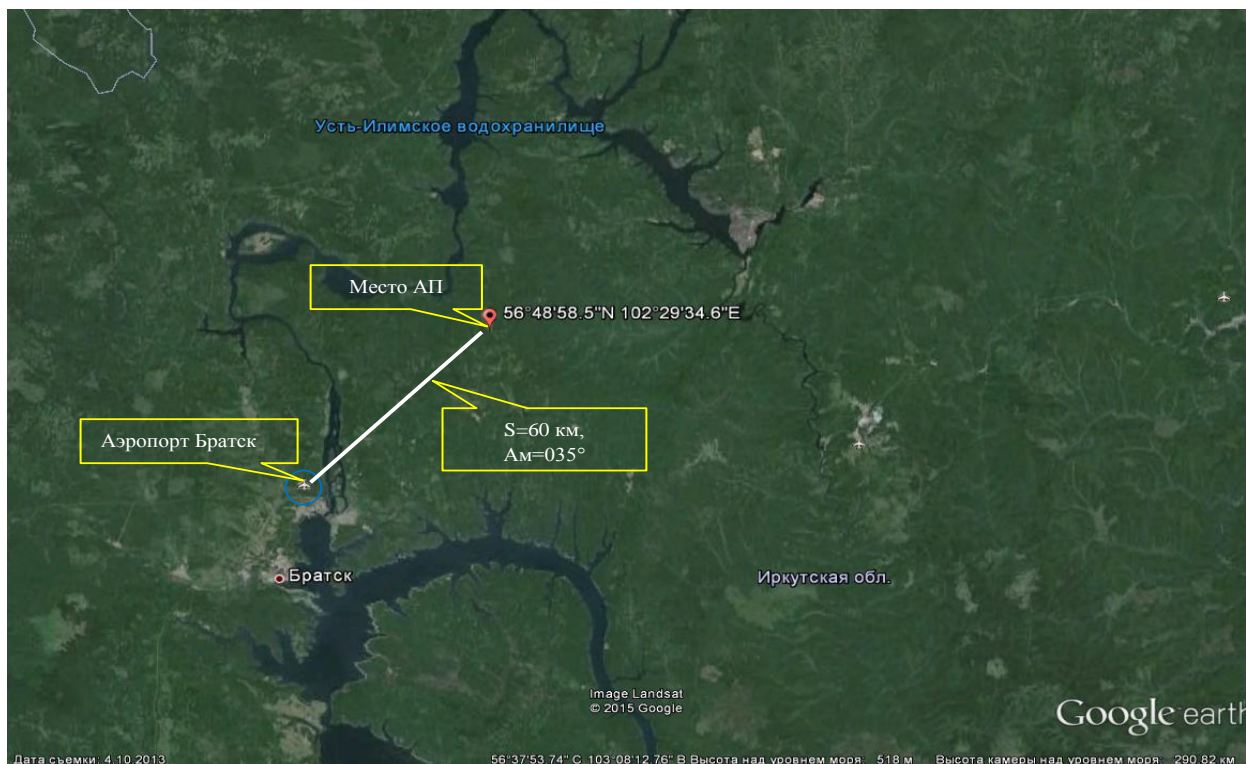 Усть-Илимское водохранилище
Место АП
56°48'58.5"N 102°29'34.6"E
Аэропорт Братск
S=60 км,
Ам=035°
Братск
Иркутская обл.
Image Landsat
© 2015 Google
Google earth
Дата съемки: 4.10.2013 56°37'53.74" С 103°08'12.76" В Высота над уровнем моря: 518 м Высота камеры над уровнем моря: 290.82 км